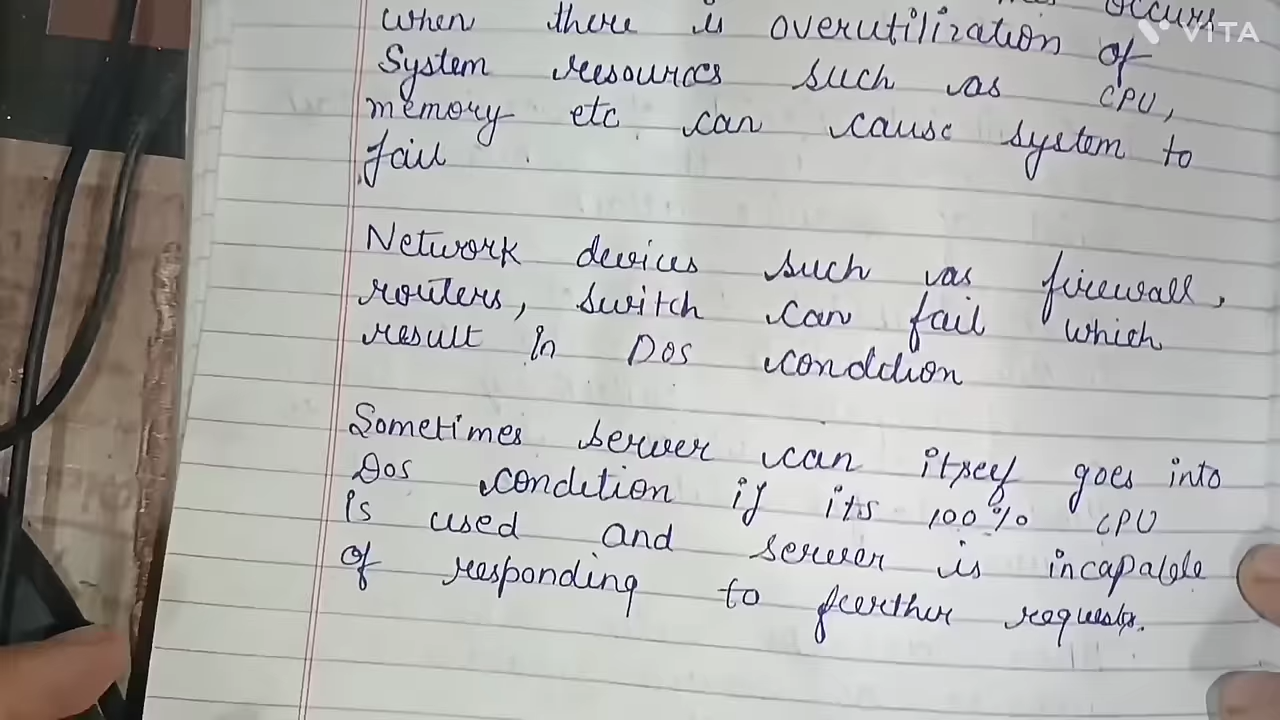 occurs
when there is overutilization of
System resources such as CPU,
memory etc can cause system to
fail
Network devices such as firewall,
routers, switch can fail which
result In DOS condition
Sometimes server can itself goes into
DOS condition if its 100% CPU
is used and server is incapable
of responding to further requests.
VITA